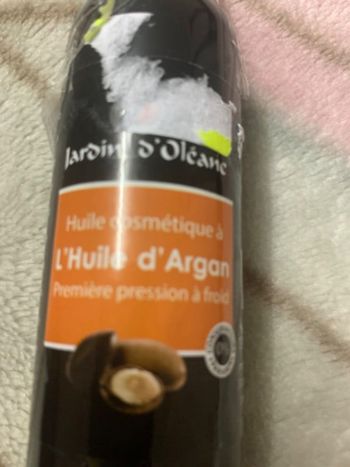 Jardin d'Oléane
Huile cosmétique à
L'Huile d'Argan
Première pression à froid